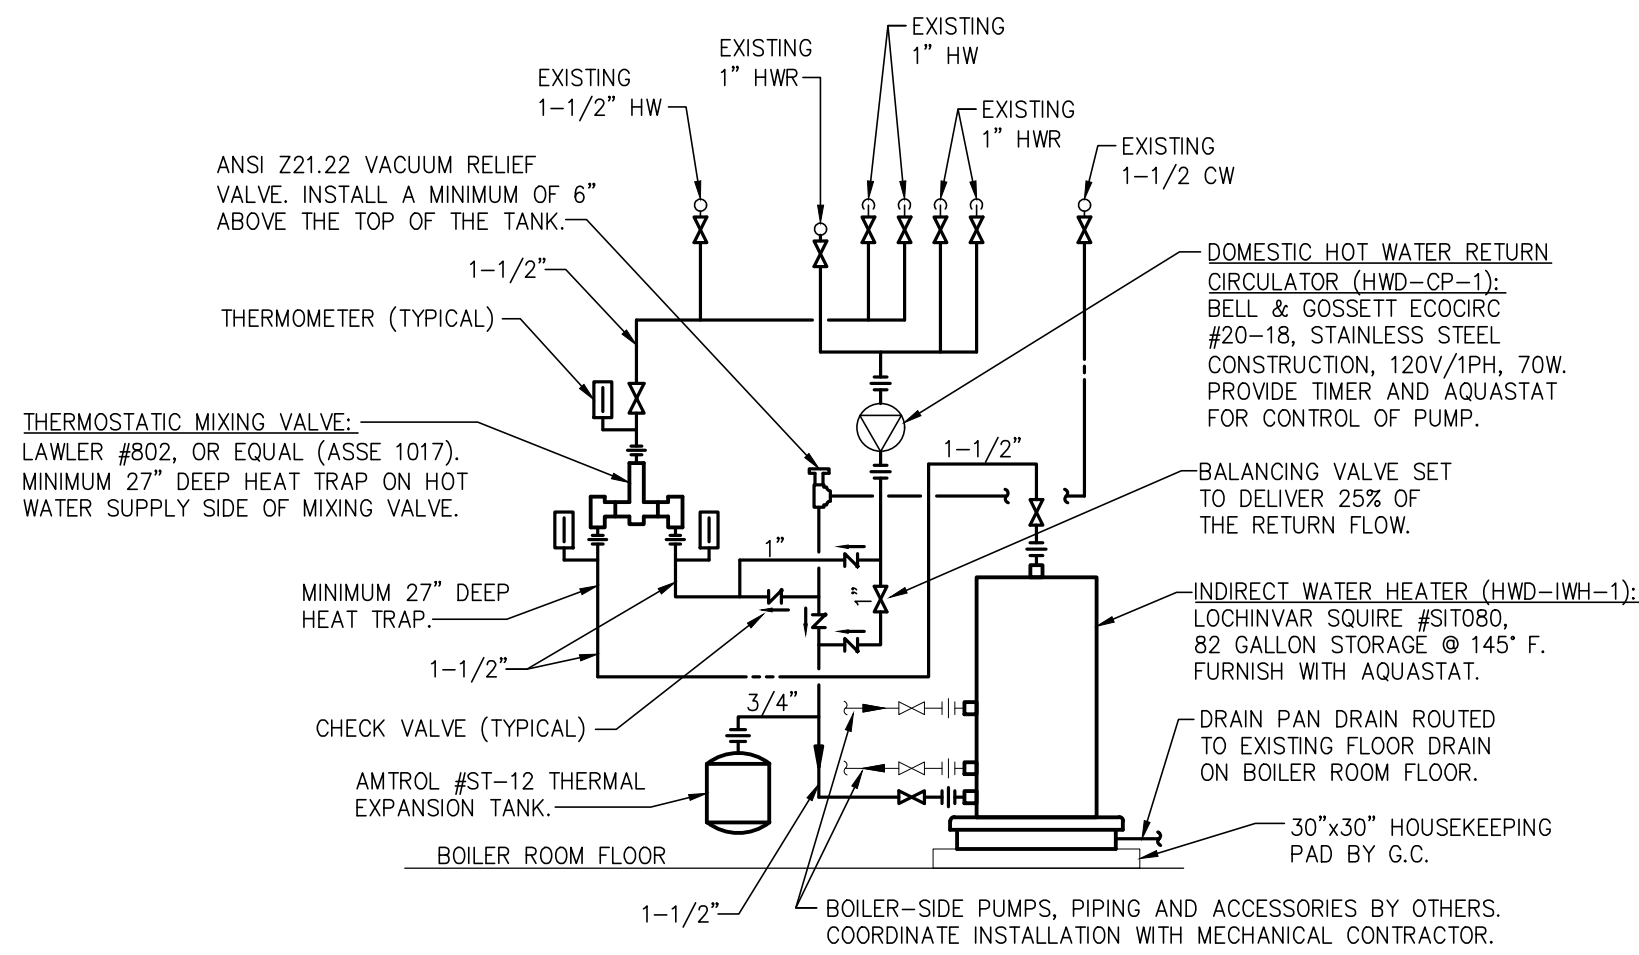 EXISTING
1" HW
EXISTING
1" HWR
EXISTING
1-1/2" HW
EXISTING
1" HWR
EXISTING
1-1/2 CW
ANSI Z21.22 VACUUM RELIEF
VALVE. INSTALL A MINIMUM OF 6"
ABOVE THE TOP OF THE TANK.
1-1/2"
THERMOMETER (TYPICAL)
DOMESTIC HOT WATER RETURN
CIRCULATOR (HWD-CP-1):
BELL & GOSSETT ECOCIRC
#20-18, STAINLESS STEEL
CONSTRUCTION, 120V/1PH, 70W.
PROVIDE TIMER AND AQUASTAT
FOR CONTROL OF PUMP.
THERMOSTATIC MIXING VALVE:
LAWLER #802, OR EQUAL (ASSE 1017).
MINIMUM 27" DEEP HEAT TRAP ON HOT
WATER SUPPLY SIDE OF MIXING VALVE.
1-1/2"
BALANCING VALVE SET
TO DELIVER 25% OF
THE RETURN FLOW.
1"
1"
MINIMUM 27" DEEP
HEAT TRAP.
1-1/2"
INDIRECT WATER HEATER (HWD-IWH-1):
LOCHINVAR SQUIRE #SIT080,
82 GALLON STORAGE @ 145° F.
FURNISH WITH AQUASTAT.
3/4"
CHECK VALVE (TYPICAL)
DRAIN PAN DRAIN ROUTED
TO EXISTING FLOOR DRAIN
ON BOILER ROOM FLOOR.
AMTROL #ST-12 THERMAL
EXPANSION TANK.
30"x30" HOUSEKEEPING
PAD BY G.C.
BOILER ROOM FLOOR
1-1/2"
BOILER-SIDE PUMPS, PIPING AND ACCESSORIES BY OTHERS.
COORDINATE INSTALLATION WITH MECHANICAL CONTRACTOR.